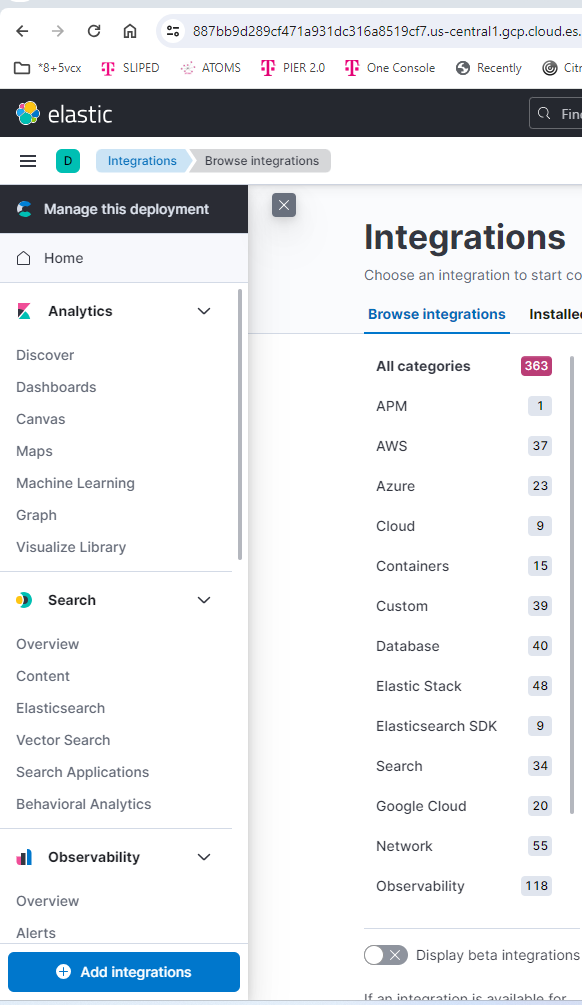 887bb9d289cf471a931dc316a8519cf7.us-central1.gcp.cloud.es.
*8+5vcx SLIPED ATOMS PIER 2.0 One Console Recently Citr
elastic Find
D Integrations Browse integrations
Manage this deployment
Home
Analytics
Discover
Dashboards
Canvas
Maps
Machine Learning
Graph
Visualize Library
Search
Overview
Content
Elasticsearch
Vector Search
Search Applications
Behavioral Analytics
Observability
Overview
Alerts
Add integrations
Integrations
Choose an integration to start co
Browse integrations Installed
All categories 363
APM 1
AWS 37
Azure 23
Cloud 9
Containers 15
Custom 39
Database 40
Elastic Stack 48
Elasticsearch SDK 9
Search 34
Google Cloud 20
Network 55
Observability 118
Display beta integrations
If an integration is available for